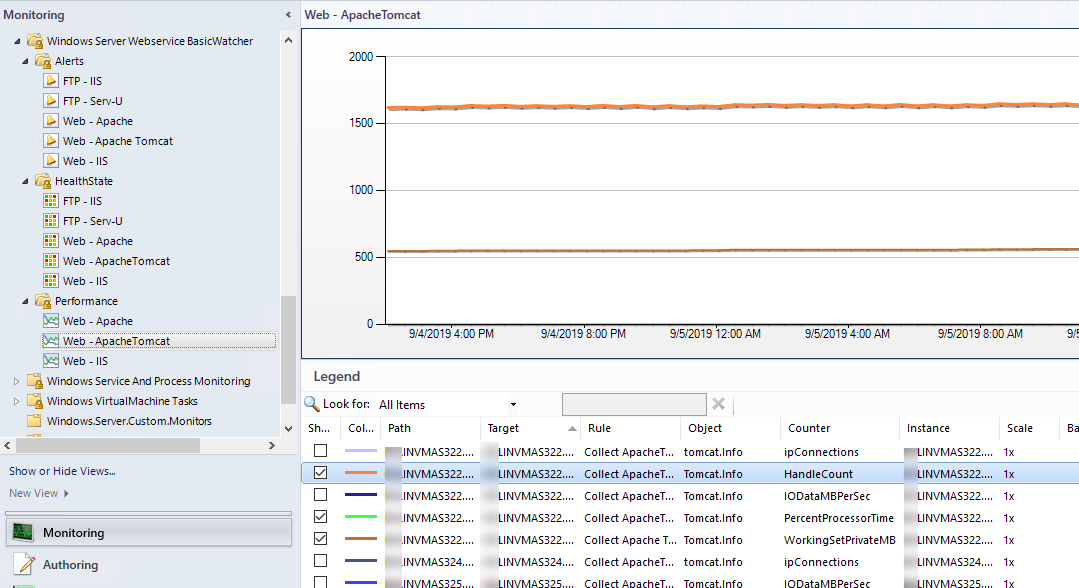 Monitoring
Windows Server Webservice BasicWatcher
Alerts
FTP - IIS
FTP - Serv-U
Web - Apache
Web - Apache Tomcat
Web - IIS
HealthState
FTP - IIS
FTP - Serv-U
Web - Apache
Web - ApacheTomcat
Web - IIS
Performance
Web - Apache
Web - ApacheTomcat
Web - IIS
Windows Service And Process Monitoring
Windows VirtualMachine Tasks
Windows.Server.Custom.Monitors
Show or Hide Views...
New View
Monitoring
Authoring
Web - ApacheTomcat
2000
1500
1000
500
0
9/4/2019 4:00 PM 9/4/2019 8:00 PM 9/5/2019 12:00 AM 9/5/2019 4:00 AM 9/5/2019 8:00 AM 9/5
Legend
Look for: All Items
Sh... Col... Path Target Rule Object Counter Instance Scale Ba
.INVMAS322.... LINVMAS322.... Collect ApacheT... tomcat.Info ipConnections LINVMAS322.... 1x
.INVMAS322.... LINVMAS322.... Collect ApacheT... Tomcat.Info HandleCount LINVMAS322.... 1x
.INVMAS322.... LINVMAS322.... Collect ApacheT... Tomcat.Info IODataMBPerSec LINVMAS322.... 1x
.INVMAS322.... LINVMAS322.... Collect ApacheT... Tomcat.Info PercentProcessorTime LINVMAS322.... 1x
.INVMAS322.... LINVMAS322.... Collect Apache T... Tomcat.Info WorkingSetPrivateMB LINVMAS322.... 1x
.INVMAS324.... LINVMAS324.... Collect ApacheT... tomcat.Info ipConnections LINVMAS324.... 1x
.INVMAS325.... LINVMAS325.... Collect ApacheT... Tomcat.Info IODataMBPerSec LINVMAS325.... 1x